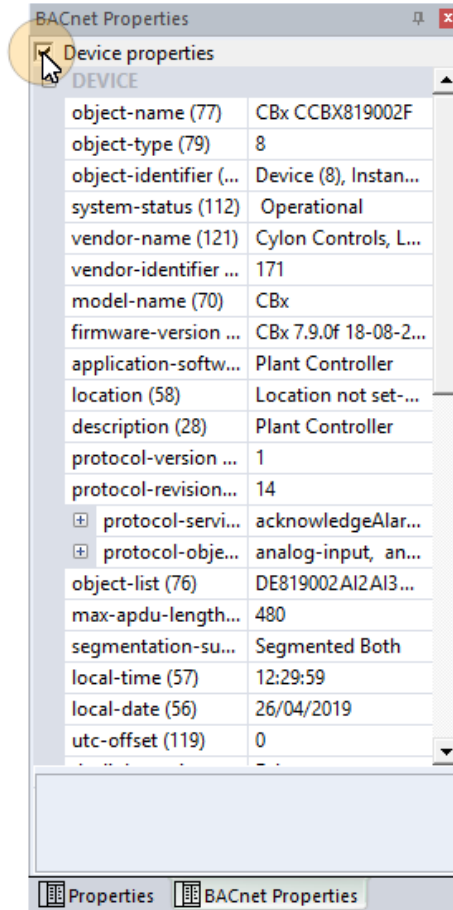 BACnet Properties
Device properties
DEVICE
object-name (77) CBx CCBX819002F
object-type (79) 8
object-identifier (... Device (8), Instan...
system-status (112) Operational
vendor-name (121) Cylon Controls, L...
vendor-identifier ... 171
model-name (70) CBx
firmware-version ... CBx 7.9.0f 18-08-2...
application-softw... Plant Controller
location (58) Location not set-...
description (28) Plant Controller
protocol-version ... 1
protocol-revision... 14
protocol-servi... acknowledgeAlar...
protocol-obje... analog-input, an...
object-list (76) DE819002AI2AI3...
max-apdu-length... 480
segmentation-su... Segmented Both
local-time (57) 12:29:59
local-date (56) 26/04/2019
utc-offset (119) 0
Properties BACnet Properties